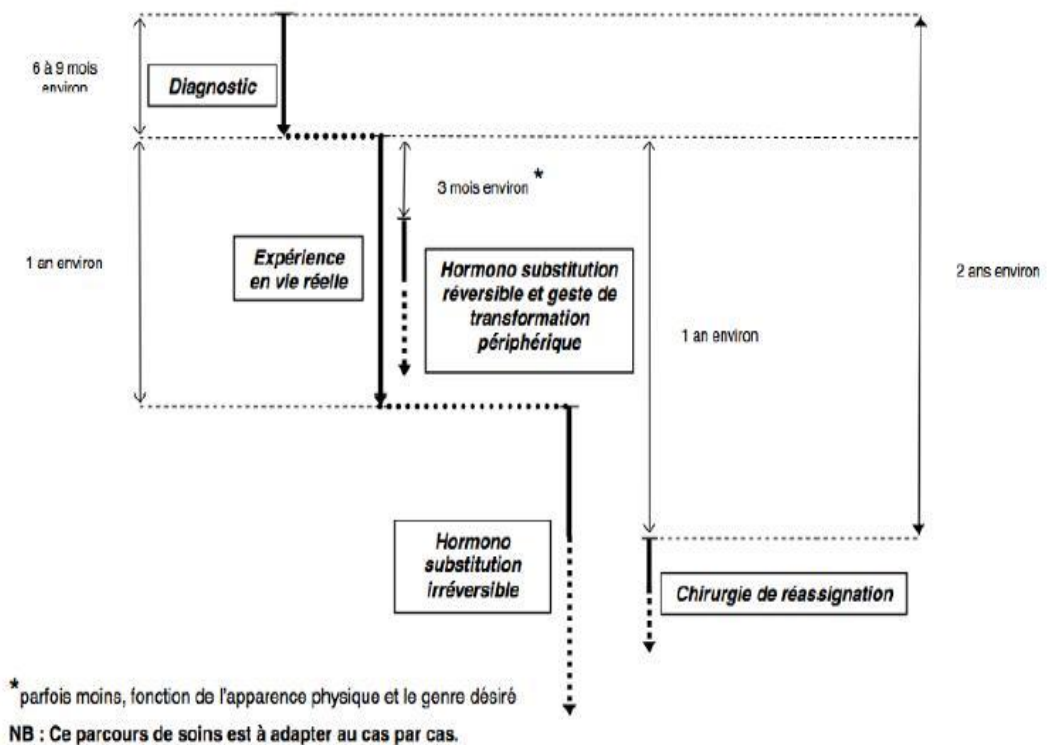 6 à 9 mois
environ
Diagnostic
3 mois environ *
1 an environ
Expérience
en vie réelle
Hormono substitution
réversible et geste de
transformation
périphérique
2 ans environ
1 an environ
Hormono
substitution
irréversible
Chirurgie de réassignation
*parfois moins, fonction de l'apparence physique et le genre désiré
NB : Ce parcours de soins est à adapter au cas par cas.